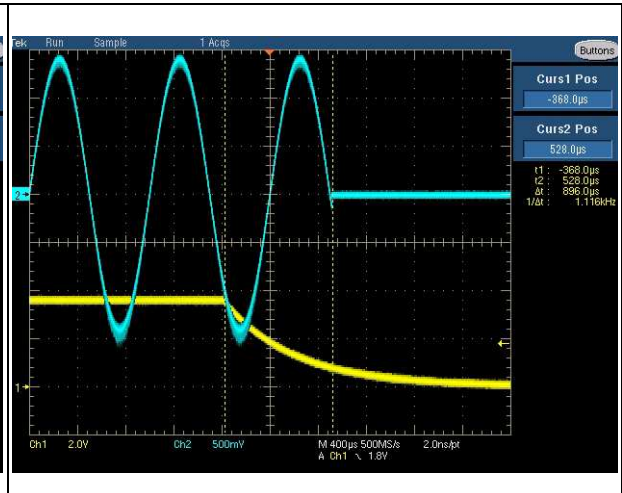 Tek Run Sample 1 Acqs
Buttons
Curs1 Pos
-368.0µs
Curs2 Pos
528.0µs
t1 : -368.0µs
t2 : 528.0µs
Δt : 896.0µs
1/Δt : 1.116kHz
2
1
Ch1 2.0V Ch2 500mV M 400µs 500MS/s 2.0ns/pt
A Ch1 \ 1.8V